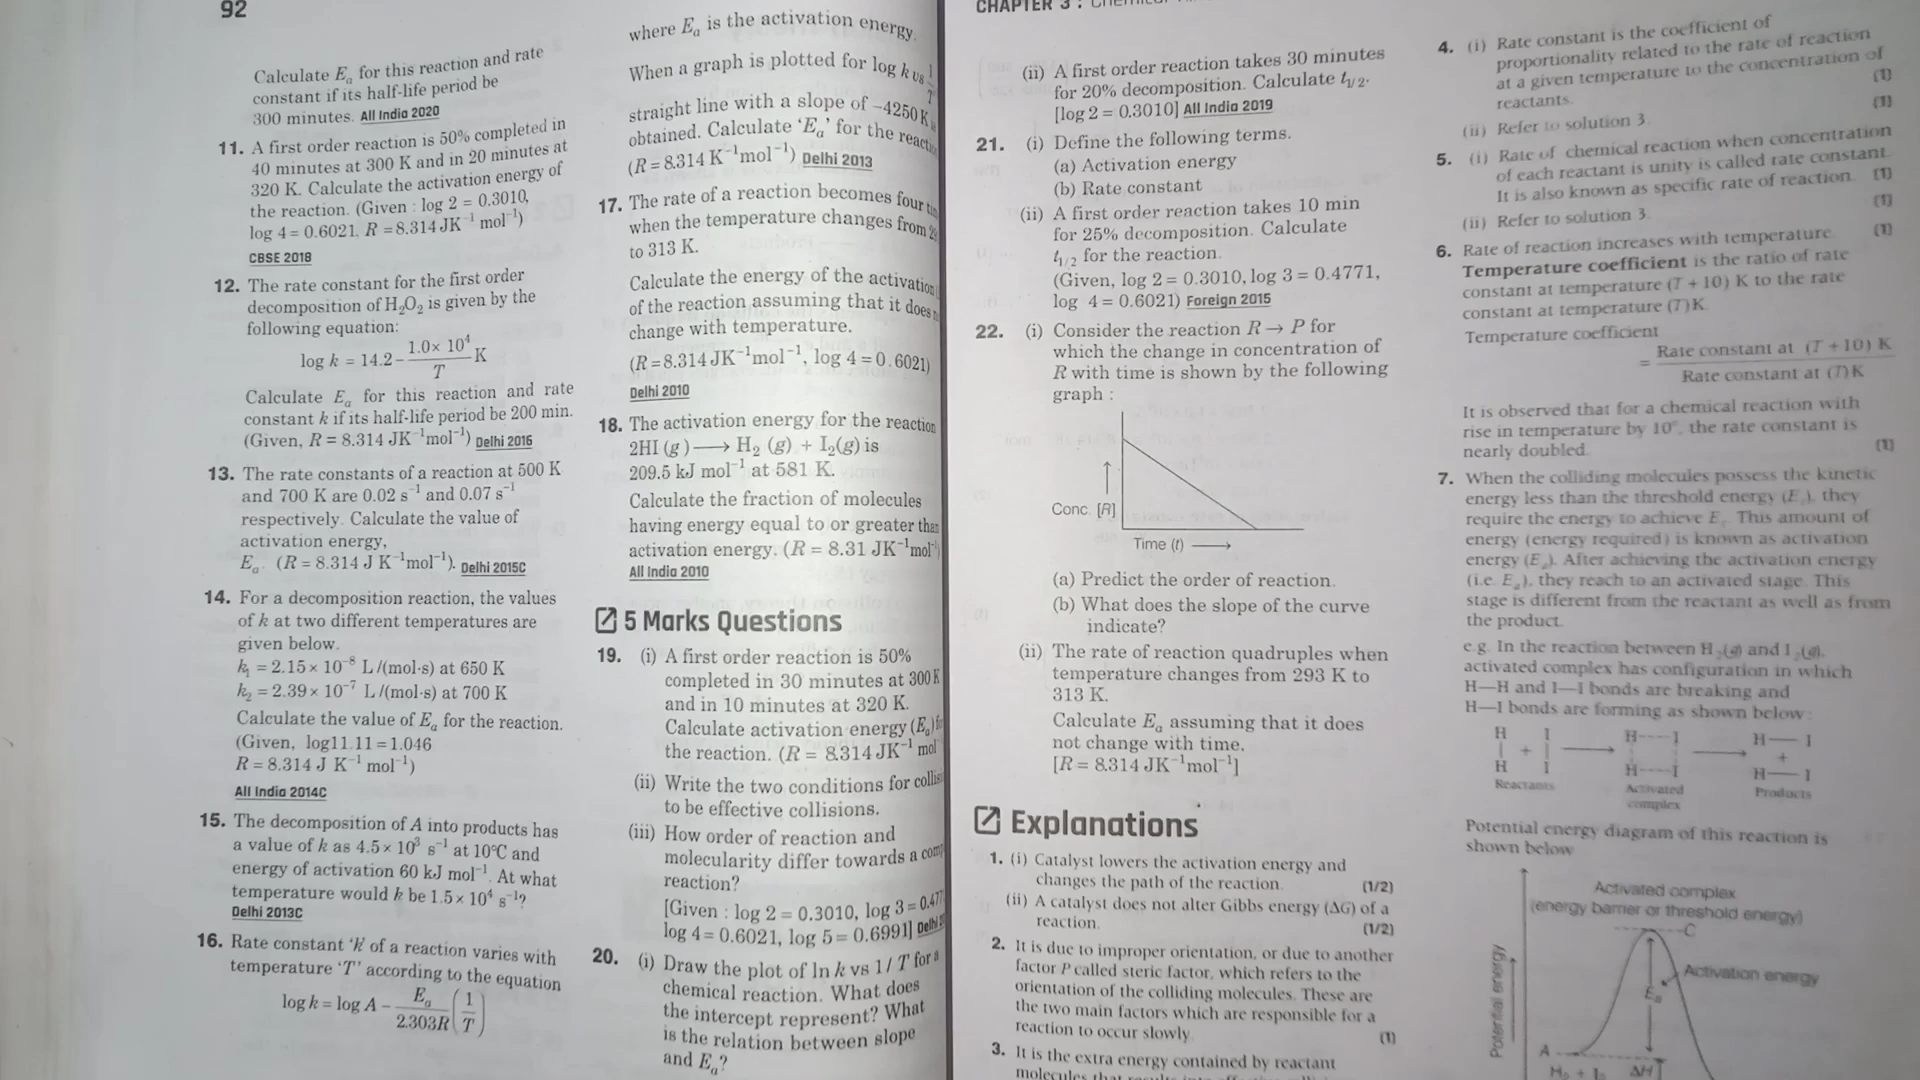 92
Calculate Ea for this reaction and rate
constant if its half-life period be
300 minutes. All India 2020
11. A first order reaction is 50% completed in
40 minutes at 300 K and in 20 minutes at
320 K. Calculate the activation energy of
the reaction. (Given : log 2 = 0.3010,
log 4 = 0.6021, R = 8.314 JK⁻¹ mol⁻¹)
CBSE 2018
12. The rate constant for the first order
decomposition of H₂O₂ is given by the
following equation:
log k = 14.2 − 1.0 × 10⁴/T K
Calculate Ea for this reaction and rate
constant k if its half-life period be 200 min.
(Given, R = 8.314 JK⁻¹mol⁻¹) Delhi 2016
13. The rate constants of a reaction at 500 K
and 700 K are 0.02 s⁻¹ and 0.07 s⁻¹
respectively. Calculate the value of
activation energy,
Ea. (R = 8.314 J K⁻¹mol⁻¹). Delhi 2015C
14. For a decomposition reaction, the values
of k at two different temperatures are
given below.
k₁ = 2.15 × 10⁻⁸ L/(mol·s) at 650 K
k₂ = 2.39 × 10⁻⁷ L/(mol·s) at 700 K
Calculate the value of Ea for the reaction.
(Given, log11.11 = 1.046
R = 8.314 J K⁻¹ mol⁻¹)
All India 2014C
15. The decomposition of A into products has
a value of k as 4.5 × 10³ s⁻¹ at 10°C and
energy of activation 60 kJ mol⁻¹. At what
temperature would k be 1.5 × 10⁴ s⁻¹?
Delhi 2013C
16. Rate constant 'k' of a reaction varies with
temperature 'T' according to the equation
log k = log A − Ea/2.303R (1/T)
where Ea is the activation energy.
When a graph is plotted for log k vs 1/T
straight line with a slope of −4250 K
obtained. Calculate 'Ea' for the
(R = 8.314 K⁻¹mol⁻¹) Delhi 2013
17. The rate of a reaction becomes four
when the temperature changes from
to 313 K.
Calculate the energy of the activation
of the reaction assuming that it does
change with temperature.
(R = 8.314 JK⁻¹mol⁻¹, log 4 = 0.6021)
Delhi 2010
18. The activation energy for the reaction
2HI (g) ⟶ H₂ (g) + I₂(g) is
209.5 kJ mol⁻¹ at 581 K.
Calculate the fraction of molecules
having energy equal to or greater than
activation energy. (R = 8.31 JK⁻¹mol⁻¹
All India 2010
5 Marks Questions
19. (i) A first order reaction is 50%
completed in 30 minutes at 300 K
and in 10 minutes at 320 K.
Calculate activation energy (Ea)
the reaction. (R = 8.314 JK⁻¹ mol
(ii) Write the two conditions for
to be effective collisions.
(iii) How order of reaction and
molecularity differ towards a
reaction?
[Given : log 2 = 0.3010, log 3 = 0.477
log 4 = 0.6021, log 5 = 0.6991] Delhi
20. (i) Draw the plot of ln k vs 1/T for a
chemical reaction. What does
the intercept represent? What
is the relation between slope
and Ea?
CHAPTER 3 :
(ii) A first order reaction takes 30 minutes
for 20% decomposition. Calculate t1/2.
[log 2 = 0.3010] All India 2019
21. (i) Define the following terms.
(a) Activation energy
(b) Rate constant
(ii) A first order reaction takes 10 min
for 25% decomposition. Calculate
t1/2 for the reaction.
(Given, log 2 = 0.3010, log 3 = 0.4771,
log 4 = 0.6021) Foreign 2015
22. (i) Consider the reaction R → P for
which the change in concentration of
R with time is shown by the following
graph :
Conc. [R]
Time (t) ⟶
(a) Predict the order of reaction.
(b) What does the slope of the curve
indicate?
(ii) The rate of reaction quadruples when
temperature changes from 293 K to
313 K.
Calculate Ea assuming that it does
not change with time.
[R = 8.314 JK⁻¹mol⁻¹]
Explanations
1. (i) Catalyst lowers the activation energy and
changes the path of the reaction. (1/2)
(ii) A catalyst does not alter Gibbs energy (ΔG) of a
reaction. (1/2)
2. It is due to improper orientation, or due to another
factor P called steric factor, which refers to the
orientation of the colliding molecules. These are
the two main factors which are responsible for a
reaction to occur slowly. (1)
3. It is the extra energy contained by reactant
molecules that
4. (i) Rate constant is the coefficient of
proportionality related to the rate of reaction
at a given temperature to the concentration of
reactants. (1)
(ii) Refer to solution 3. (1)
5. (i) Rate of chemical reaction when concentration
of each reactant is unity is called rate constant.
It is also known as specific rate of reaction. (1)
(ii) Refer to solution 3. (1)
6. Rate of reaction increases with temperature. (1)
Temperature coefficient is the ratio of rate
constant at temperature (T + 10) K to the rate
constant at temperature (T) K.
Temperature coefficient
= Rate constant at (T + 10) K / Rate constant at (T) K
It is observed that for a chemical reaction with
rise in temperature by 10°, the rate constant is
nearly doubled. (1)
7. When the colliding molecules possess the kinetic
energy less than the threshold energy (E ), they
require the energy to achieve E . This amount of
energy (energy required) is known as activation
energy (Ea). After achieving the activation energy
(i.e. Ea), they reach to an activated stage. This
stage is different from the reactant as well as from
the product.
e.g. In the reaction between H₂(g) and I₂(g),
activated complex has configuration in which
H—H and I—I bonds are breaking and
H—I bonds are forming as shown below:
H I H----I H—I
+ +
H I H----I H—I
Reactants Activated complex Products
Potential energy diagram of this reaction is
shown below
Activated complex
(energy barrier or threshold energy)
C
Activation energy
Ea
Potential energy
A
H₂ + I₂ ΔH